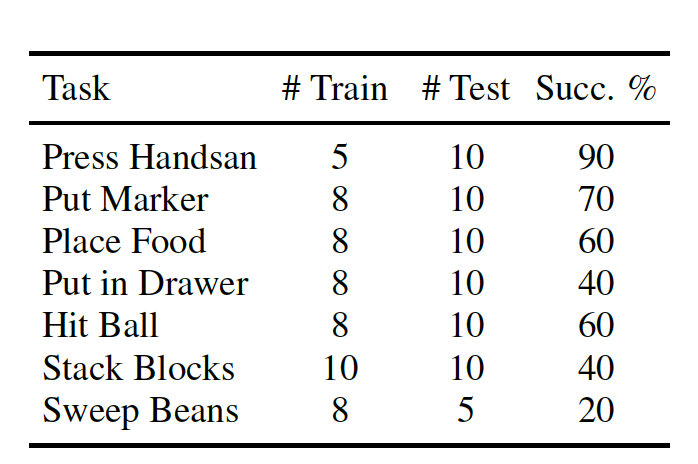 Task # Train # Test Succ. %
Press Handsan 5 10 90
Put Marker 8 10 70
Place Food 8 10 60
Put in Drawer 8 10 40
Hit Ball 8 10 60
Stack Blocks 10 10 40
Sweep Beans 8 5 20